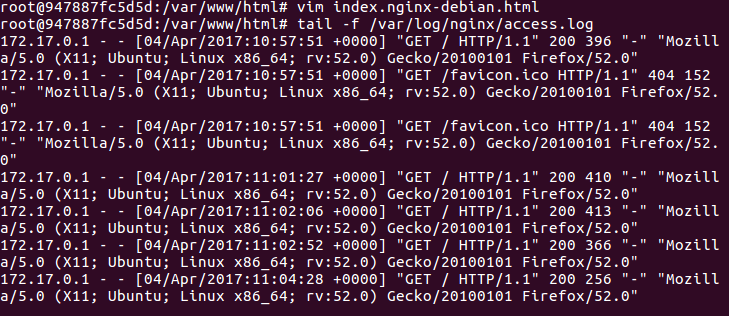 root@947887fc5d5d:/var/www/html# vim index.nginx-debian.html
root@947887fc5d5d:/var/www/html# tail -f /var/log/nginx/access.log
172.17.0.1 - - [04/Apr/2017:10:57:51 +0000] "GET / HTTP/1.1" 200 396 "-" "Mozill
a/5.0 (X11; Ubuntu; Linux x86_64; rv:52.0) Gecko/20100101 Firefox/52.0"
172.17.0.1 - - [04/Apr/2017:10:57:51 +0000] "GET /favicon.ico HTTP/1.1" 404 152
"-" "Mozilla/5.0 (X11; Ubuntu; Linux x86_64; rv:52.0) Gecko/20100101 Firefox/52.
0"
172.17.0.1 - - [04/Apr/2017:10:57:51 +0000] "GET /favicon.ico HTTP/1.1" 404 152
"-" "Mozilla/5.0 (X11; Ubuntu; Linux x86_64; rv:52.0) Gecko/20100101 Firefox/52.
0"
172.17.0.1 - - [04/Apr/2017:11:01:27 +0000] "GET / HTTP/1.1" 200 410 "-" "Mozill
a/5.0 (X11; Ubuntu; Linux x86_64; rv:52.0) Gecko/20100101 Firefox/52.0"
172.17.0.1 - - [04/Apr/2017:11:02:06 +0000] "GET / HTTP/1.1" 200 413 "-" "Mozill
a/5.0 (X11; Ubuntu; Linux x86_64; rv:52.0) Gecko/20100101 Firefox/52.0"
172.17.0.1 - - [04/Apr/2017:11:02:52 +0000] "GET / HTTP/1.1" 200 366 "-" "Mozill
a/5.0 (X11; Ubuntu; Linux x86_64; rv:52.0) Gecko/20100101 Firefox/52.0"
172.17.0.1 - - [04/Apr/2017:11:04:28 +0000] "GET / HTTP/1.1" 200 256 "-" "Mozill
a/5.0 (X11; Ubuntu; Linux x86_64; rv:52.0) Gecko/20100101 Firefox/52.0"